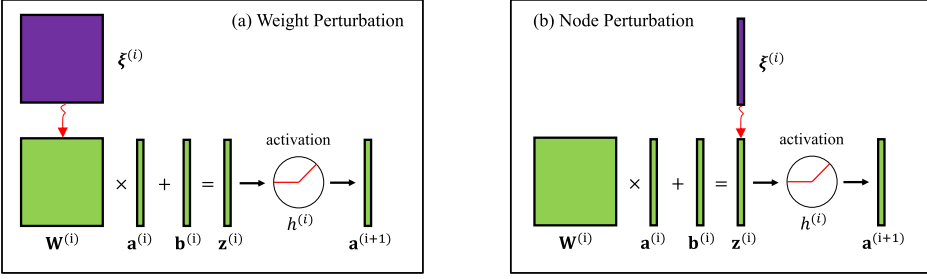 (a) Weight Perturbation
ξ⁽ⁱ⁾
activation
× + =
h⁽ⁱ⁾
W⁽ⁱ⁾ a⁽ⁱ⁾ b⁽ⁱ⁾ z⁽ⁱ⁾ a⁽ⁱ⁺¹⁾
(b) Node Perturbation
ξ⁽ⁱ⁾
activation
× + =
h⁽ⁱ⁾
W⁽ⁱ⁾ a⁽ⁱ⁾ b⁽ⁱ⁾ z⁽ⁱ⁾ a⁽ⁱ⁺¹⁾